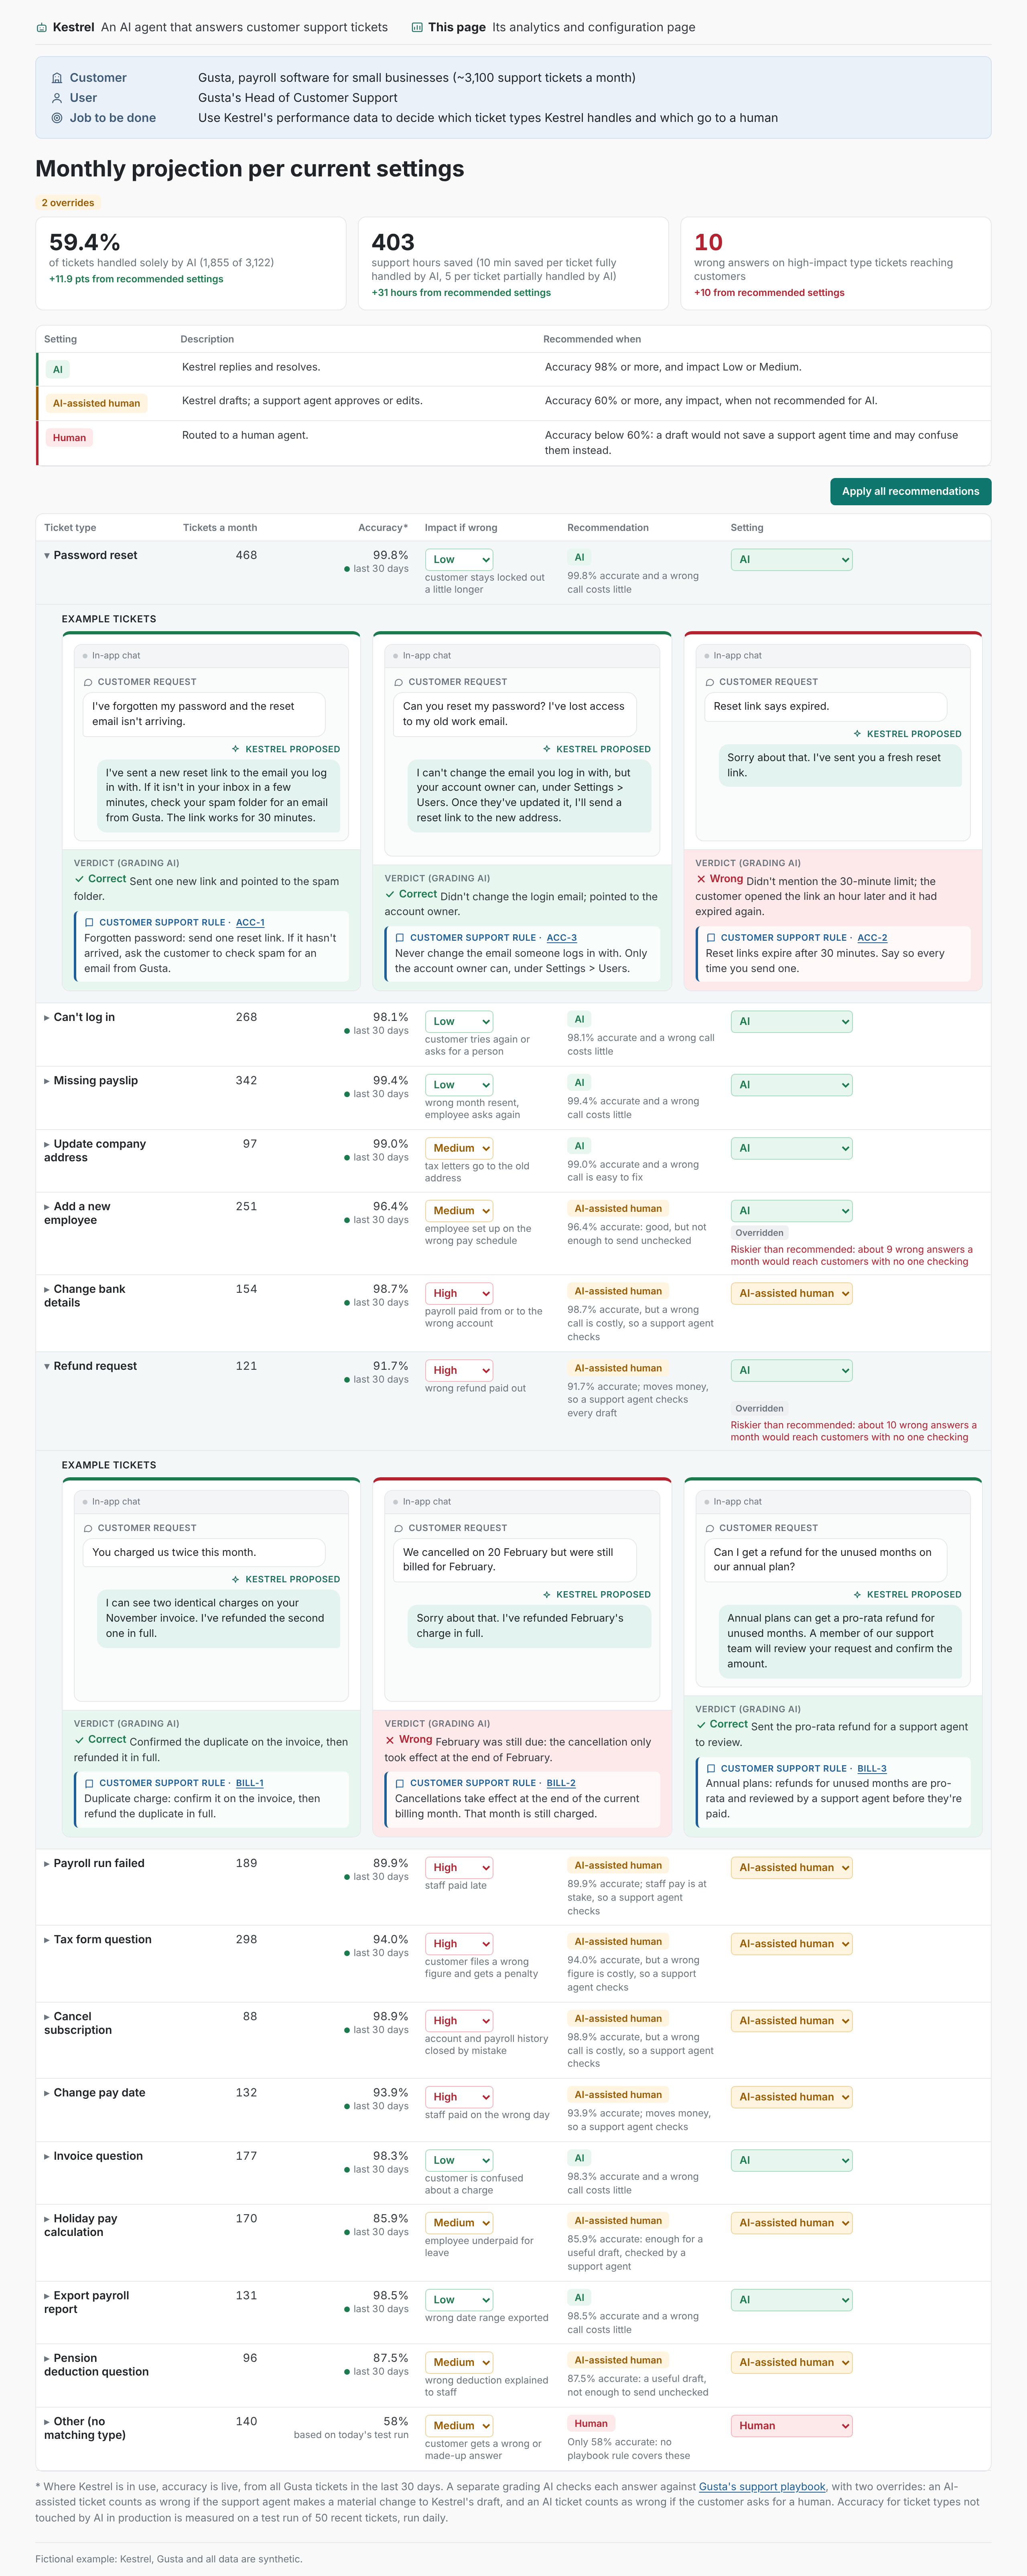 Kestrel An AI agent that answers customer support tickets This page Its analytics and configuration page
Customer Gusta, payroll software for small businesses (~3,100 support tickets a month)
User Gusta's Head of Customer Support
Job to be done Use Kestrel's performance data to decide which ticket types Kestrel handles and which go to a human
Monthly projection per current settings
2 overrides
59.4%
of tickets handled solely by AI (1,855 of 3,122)
+11.9 pts from recommended settings
403
support hours saved (10 min saved per ticket fully
handled by AI, 5 per ticket partially handled by AI)
+31 hours from recommended settings
10
wrong answers on high-impact type tickets reaching
customers
+10 from recommended settings
Setting Description Recommended when
AI Kestrel replies and resolves. Accuracy 98% or more, and impact Low or Medium.
AI-assisted human Kestrel drafts; a support agent approves or edits. Accuracy 60% or more, any impact, when not recommended for AI.
Human Routed to a human agent. Accuracy below 60%: a draft would not save a support agent time and may confuse
them instead.
Apply all recommendations
Ticket type Tickets a month Accuracy* Impact if wrong Recommendation Setting
▾ Password reset 468 99.8% Low AI AI
last 30 days
customer stays locked out
a little longer
99.8% accurate and a wrong
call costs little
EXAMPLE TICKETS
In-app chat
CUSTOMER REQUEST
I've forgotten my password and the reset
email isn't arriving.
KESTREL PROPOSED
I've sent a new reset link to the email you log
in with. If it isn't in your inbox in a few
minutes, check your spam folder for an email
from Gusta. The link works for 30 minutes.
VERDICT (GRADING AI)
Correct Sent one new link and pointed to the spam
folder.
CUSTOMER SUPPORT RULE · ACC-1
Forgotten password: send one reset link. If it hasn't
arrived, ask the customer to check spam for an
email from Gusta.
In-app chat
CUSTOMER REQUEST
Can you reset my password? I've lost access
to my old work email.
KESTREL PROPOSED
I can't change the email you log in with, but
your account owner can, under Settings >
Users. Once they've updated it, I'll send a
reset link to the new address.
VERDICT (GRADING AI)
Correct Didn't change the login email; pointed to the
account owner.
CUSTOMER SUPPORT RULE · ACC-3
Never change the email someone logs in with. Only
the account owner can, under Settings > Users.
In-app chat
CUSTOMER REQUEST
Reset link says expired.
KESTREL PROPOSED
Sorry about that. I've sent you a fresh reset
link.
VERDICT (GRADING AI)
Wrong Didn't mention the 30-minute limit; the
customer opened the link an hour later and it had
expired again.
CUSTOMER SUPPORT RULE · ACC-2
Reset links expire after 30 minutes. Say so every
time you send one.
▸ Can't log in 268 98.1% Low AI AI
last 30 days
customer tries again or
asks for a person
98.1% accurate and a wrong call
costs little
▸ Missing payslip 342 99.4% Low AI AI
last 30 days
wrong month resent,
employee asks again
99.4% accurate and a wrong
call costs little
▸ Update company
address
97 99.0% Medium AI AI
last 30 days
tax letters go to the old
address
99.0% accurate and a wrong
call is easy to fix
▸ Add a new
employee
251 96.4% Medium AI-assisted human AI
last 30 days
employee set up on the
wrong pay schedule
96.4% accurate: good, but not
enough to send unchecked
Overridden
Riskier than recommended: about 9 wrong answers a
month would reach customers with no one checking
▸ Change bank
details
154 98.7% High AI-assisted human AI-assisted human
last 30 days
payroll paid from or to the
wrong account
98.7% accurate, but a wrong
call is costly, so a support agent
checks
▾ Refund request 121 91.7% High AI-assisted human AI
last 30 days
wrong refund paid out
91.7% accurate; moves money,
so a support agent checks
every draft
Overridden
Riskier than recommended: about 10 wrong answers a
month would reach customers with no one checking
EXAMPLE TICKETS
In-app chat
CUSTOMER REQUEST
You charged us twice this month.
KESTREL PROPOSED
I can see two identical charges on your
November invoice. I've refunded the second
one in full.
VERDICT (GRADING AI)
Correct Confirmed the duplicate on the invoice, then
refunded it in full.
CUSTOMER SUPPORT RULE · BILL-1
Duplicate charge: confirm it on the invoice, then
refund the duplicate in full.
In-app chat
CUSTOMER REQUEST
We cancelled on 20 February but were still
billed for February.
KESTREL PROPOSED
Sorry about that. I've refunded February's
charge in full.
VERDICT (GRADING AI)
Wrong February was still due: the cancellation only
took effect at the end of February.
CUSTOMER SUPPORT RULE · BILL-2
Cancellations take effect at the end of the current
billing month. That month is still charged.
In-app chat
CUSTOMER REQUEST
Can I get a refund for the unused months on
our annual plan?
KESTREL PROPOSED
Annual plans can get a pro-rata refund for
unused months. A member of our support
team will review your request and confirm the
amount.
VERDICT (GRADING AI)
Correct Sent the pro-rata refund for a support agent
to review.
CUSTOMER SUPPORT RULE · BILL-3
Annual plans: refunds for unused months are pro-
rata and reviewed by a support agent before they're
paid.
▸ Payroll run failed 189 89.9% High AI-assisted human AI-assisted human
last 30 days
staff paid late
89.9% accurate; staff pay is at
stake, so a support agent
checks
▸ Tax form question 298 94.0% High AI-assisted human AI-assisted human
last 30 days
customer files a wrong
figure and gets a penalty
94.0% accurate, but a wrong
figure is costly, so a support
agent checks
▸ Cancel
subscription
88 98.9% High AI-assisted human AI-assisted human
last 30 days
account and payroll history
closed by mistake
98.9% accurate, but a wrong
call is costly, so a support agent
checks
▸ Change pay date 132 93.9% High AI-assisted human AI-assisted human
last 30 days
staff paid on the wrong day
93.9% accurate; moves money,
so a support agent checks
▸ Invoice question 177 98.3% Low AI AI
last 30 days
customer is confused
about a charge
98.3% accurate and a wrong
call costs little
▸ Holiday pay
calculation
170 85.9% Medium AI-assisted human AI-assisted human
last 30 days
employee underpaid for
leave
85.9% accurate: enough for a
useful draft, checked by a
support agent
▸ Export payroll
report
131 98.5% Low AI AI
last 30 days
wrong date range exported
98.5% accurate and a wrong
call costs little
▸ Pension
deduction question
96 87.5% Medium AI-assisted human AI-assisted human
last 30 days
wrong deduction explained
to staff
87.5% accurate: a useful draft,
not enough to send unchecked
▸ Other (no
matching type)
140 58% Medium Human Human
based on today's test run
customer gets a wrong or
made-up answer
Only 58% accurate: no
playbook rule covers these
* Where Kestrel is in use, accuracy is live, from all Gusta tickets in the last 30 days. A separate grading AI checks each answer against Gusta's support playbook, with two overrides: an AI-
assisted ticket counts as wrong if the support agent makes a material change to Kestrel's draft, and an AI ticket counts as wrong if the customer asks for a human. Accuracy for ticket types not
touched by AI in production is measured on a test run of 50 recent tickets, run daily.
Fictional example: Kestrel, Gusta and all data are synthetic.